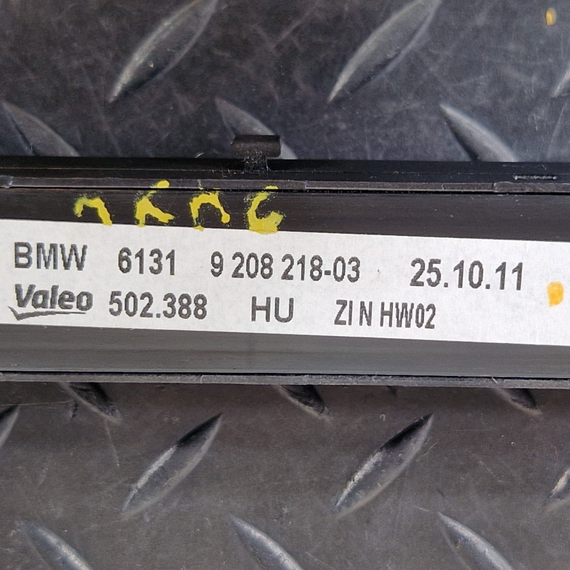 BMW 6131 9 208 218-03 25.10.11
Valeo 502.388 HU ZI N HW02